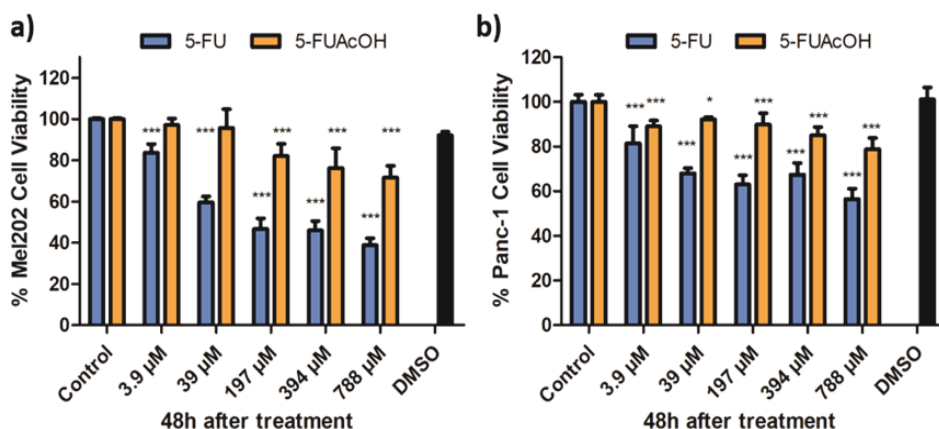 a)
5-FU 5-FUAcOH
% Mel202 Cell Viability
120
100
80
60
40
20
0
*** *** *** *** *** *** *** ***
Control 3.9 µM 39 µM 197 µM 394 µM 788 µM DMSO
48h after treatment
b)
5-FU 5-FUAcOH
% Panc-1 Cell Viability
120
100
80
60
40
20
0
*** *** *** * *** *** *** *** *** ***
Control 3.9 µM 39 µM 197 µM 394 µM 788 µM DMSO
48h after treatment